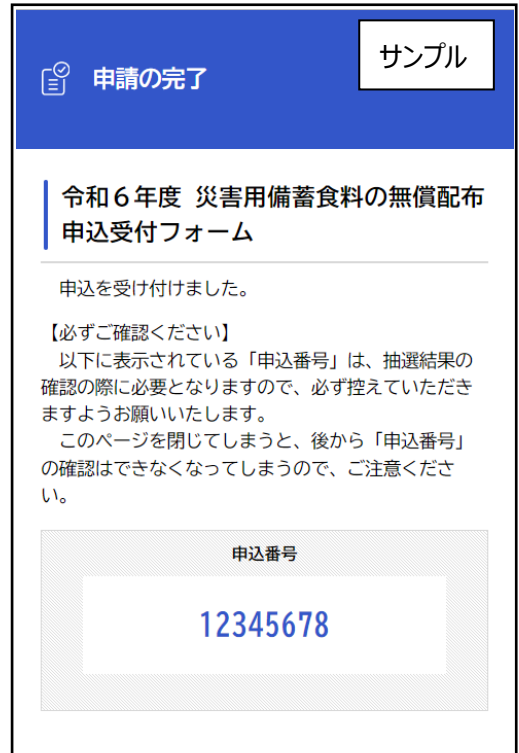 サンプル
申請の完了
令和６年度 災害用備蓄食料の無償配布
申込受付フォーム
　申込を受け付けました。
【必ずご確認ください】
　以下に表示されている「申込番号」は、抽選結果の
確認の際に必要となりますので、必ず控えていただき
ますようお願いいたします。
　このページを閉じてしまうと、後から「申込番号」
の確認はできなくなってしまうので、ご注意くださ
い。
申込番号
12345678